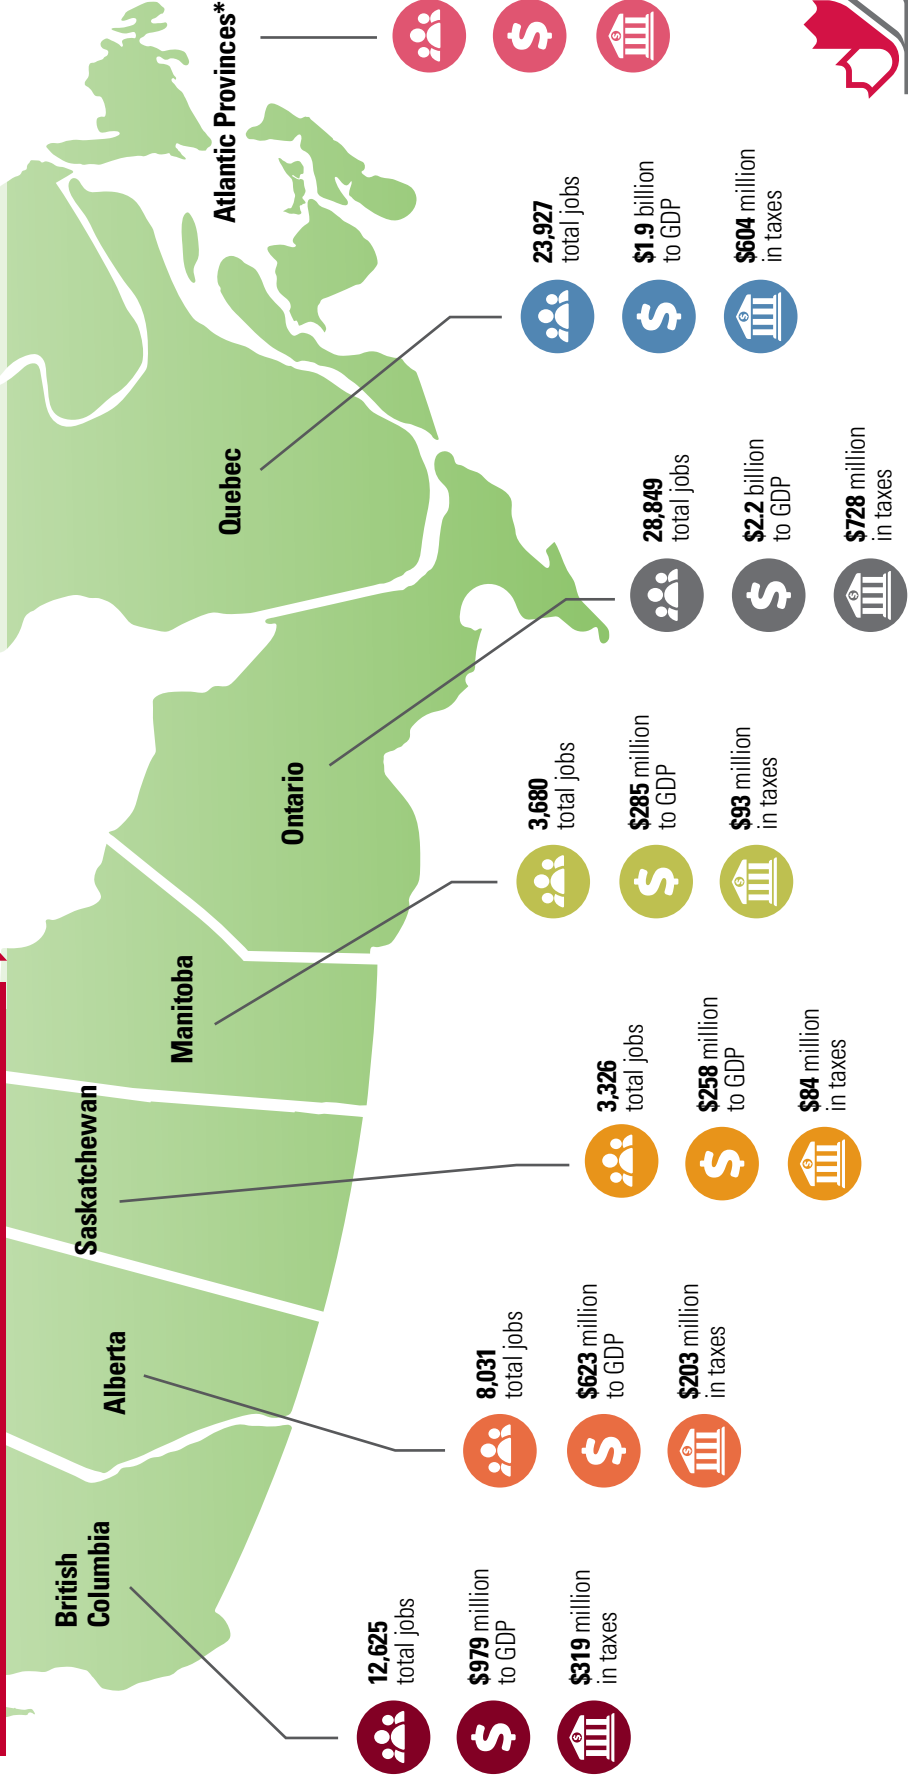 British
Columbia
12,625
total jobs
$979 million
to GDP
$319 million
in taxes
Alberta
8,031
total jobs
$623 million
to GDP
$203 million
in taxes
Saskatchewan
3,326
total jobs
$258 million
to GDP
$84 million
in taxes
Manitoba
3,680
total jobs
$285 million
to GDP
$93 million
in taxes
Ontario
28,849
total jobs
$2.2 billion
to GDP
$728 million
in taxes
Quebec
23,927
total jobs
$1.9 billion
to GDP
$604 million
in taxes
Atlantic Provinces*